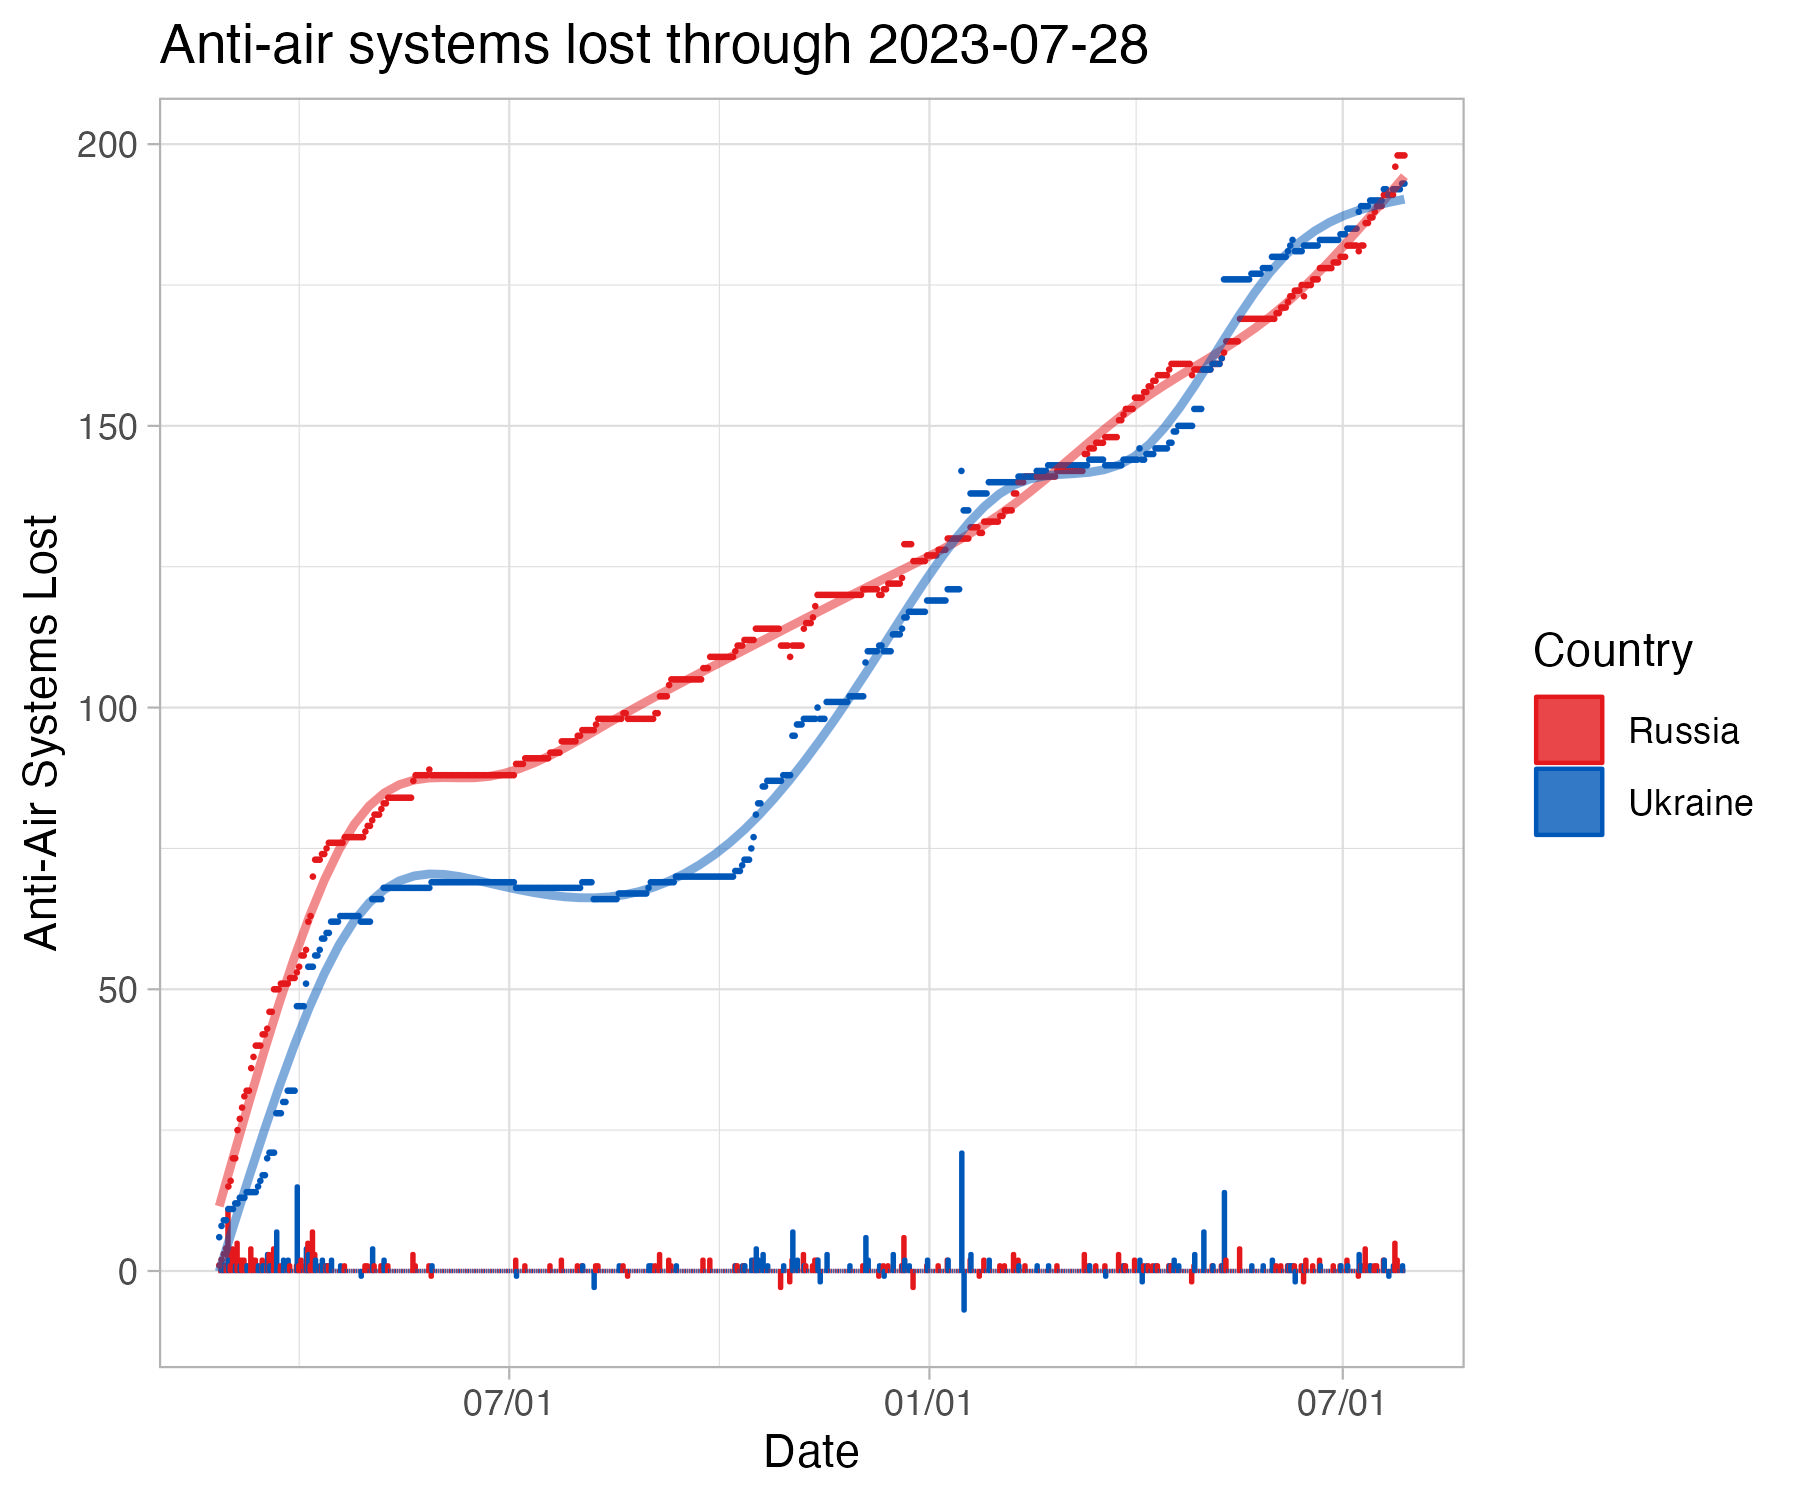 Anti-air systems lost through 2023-07-28
Anti-Air Systems Lost
200
150
100
50
0
07/01
01/01
07/01
Date
Country
Russia
Ukraine